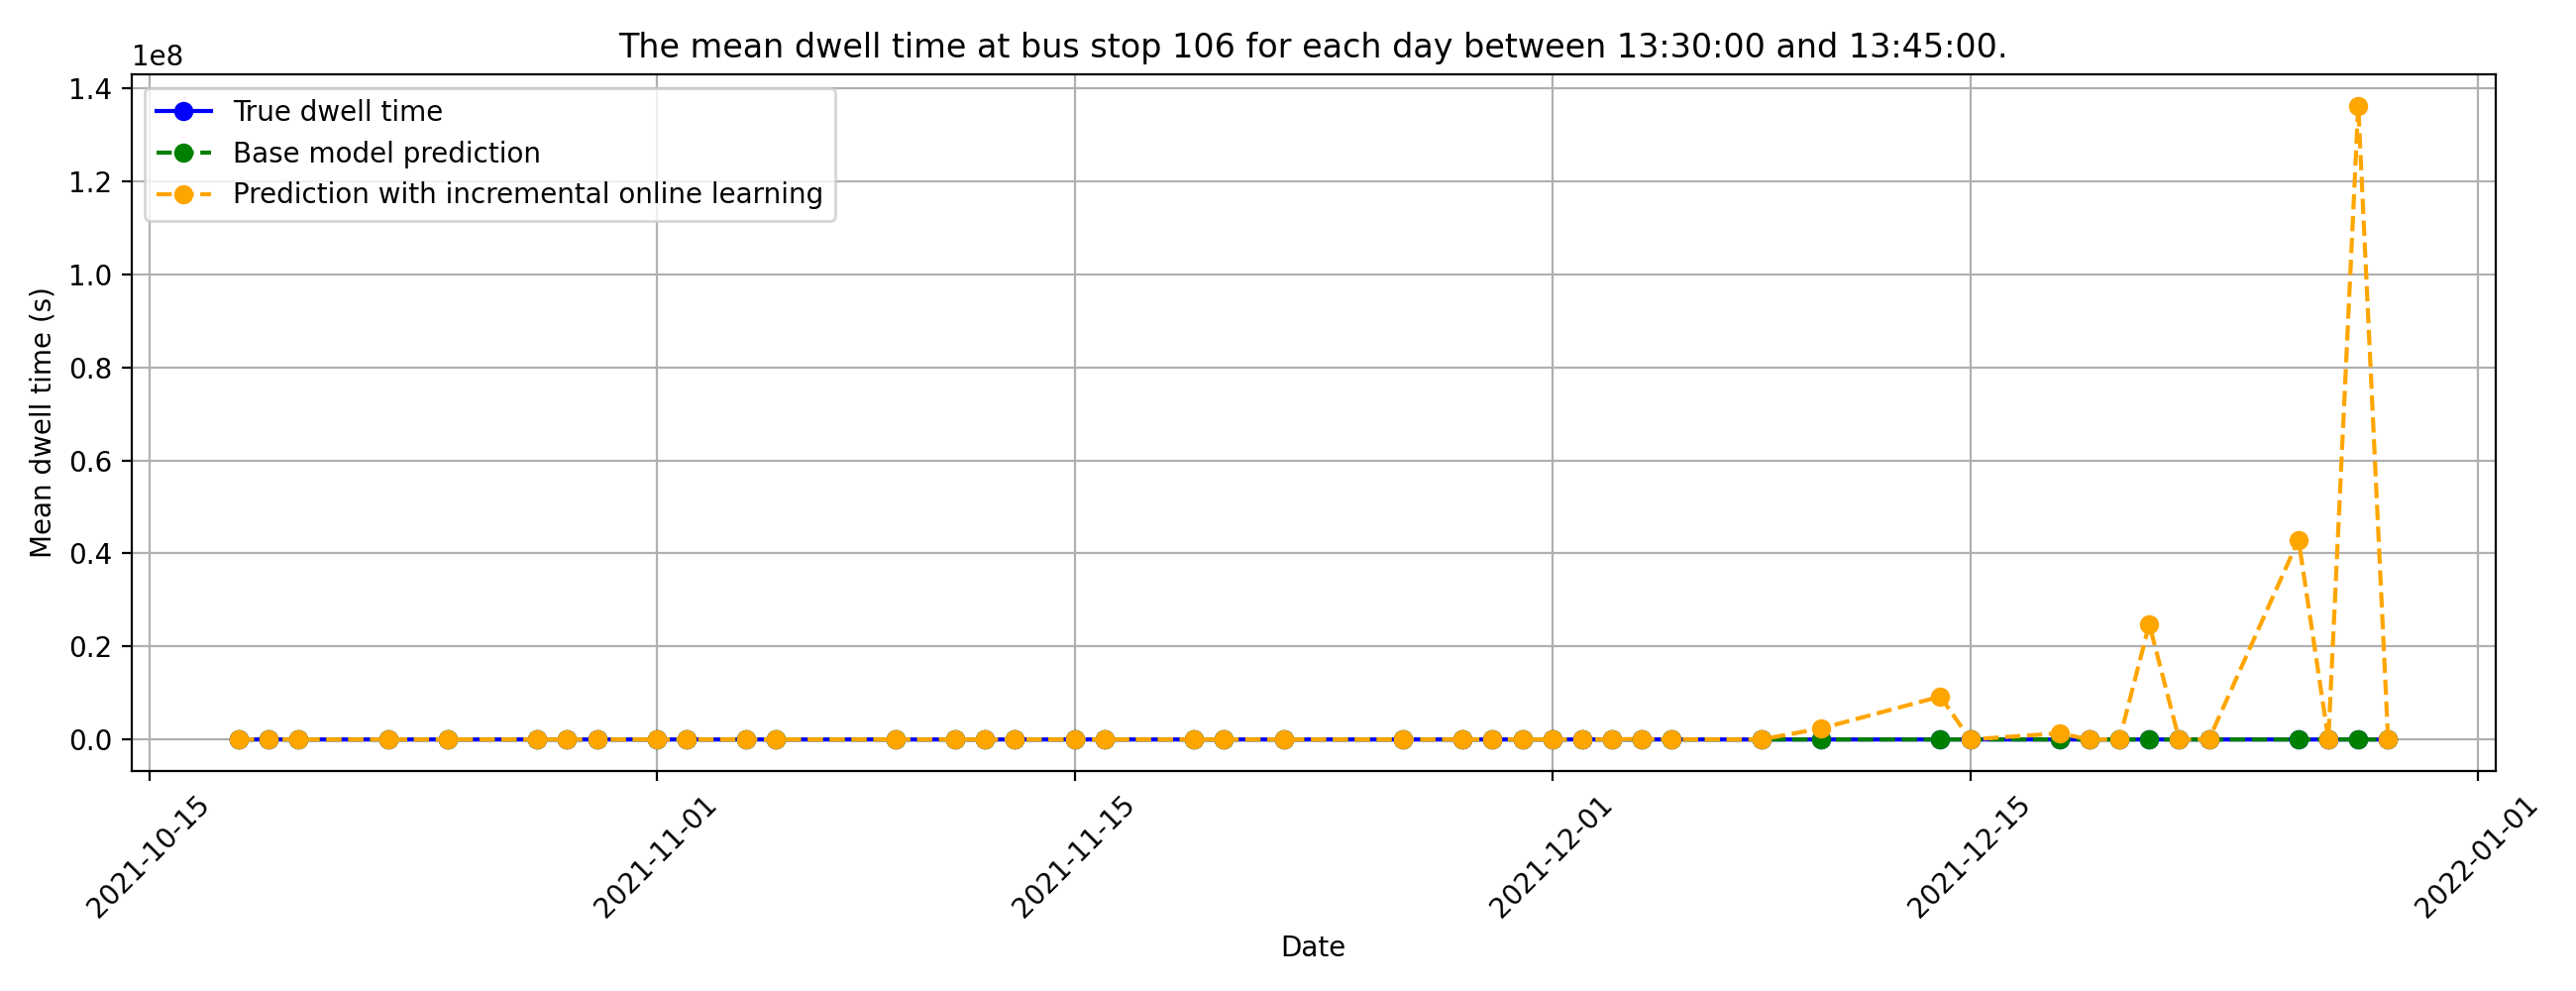 The mean dwell time at bus stop 106 for each day between 13:30:00 and 13:45:00.
1e8
1.4
1.2
1.0
0.8
0.6
0.4
0.2
0.0
Mean dwell time (s)
True dwell time
Base model prediction
Prediction with incremental online learning
2021-10-15
2021-11-01
2021-11-15
2021-12-01
2021-12-15
2022-01-01
Date